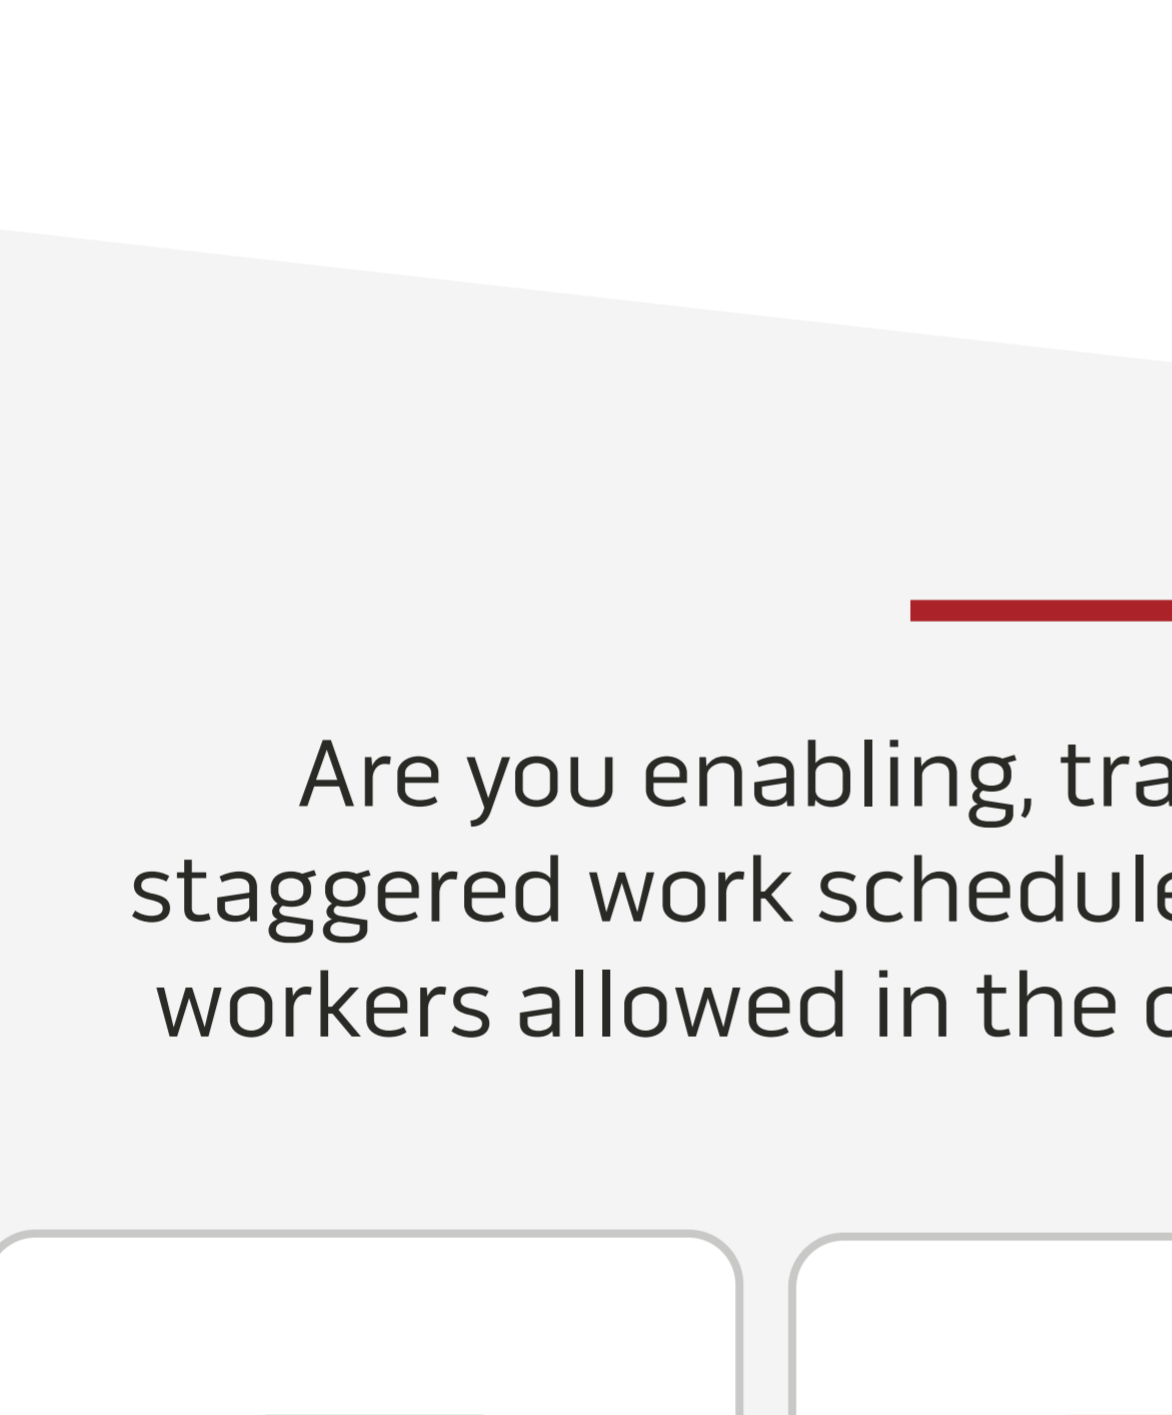 Are you enabling, tra
staggered work schedule
workers allowed in the